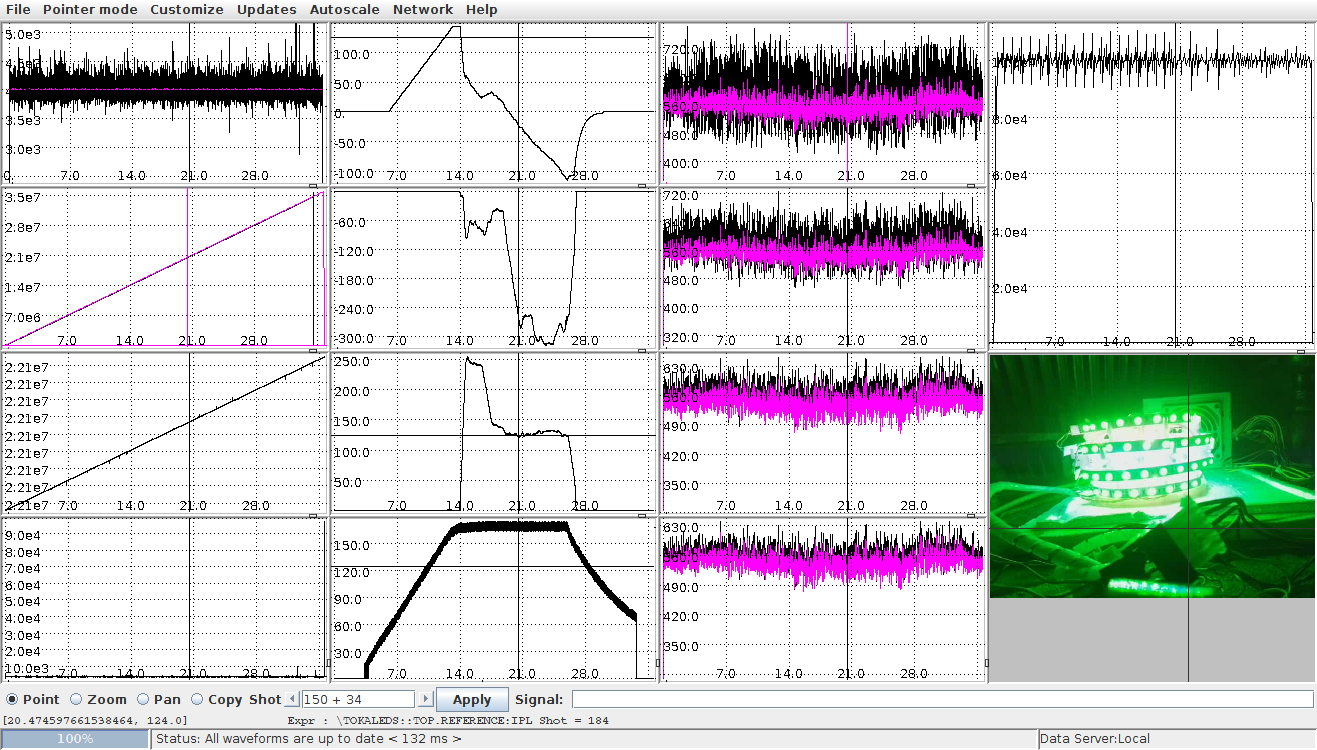 File Pointer mode Customize Updates Autoscale Network Help
5.0e3
3.5e3
3.0e3
0. 7.0 14.0 21.0 28.0
100.0
50.0
0.
-50.0
-100.0
7.0 14.0 21.0 28.0
720.0
560.0
480.0
400.0
7.0 14.0 21.0 28.0
8.0e4
6.0e4
4.0e4
2.0e4
7.0 14.0 21.0 28.0
3.5e7
2.8e7
2.1e7
1.4e7
7.0e6
7.0 14.0 21.0 28.0
-60.0
-120.0
-180.0
-240.0
-300.0
14.0 21.0 28.0
720.0
560.0
480.0
400.0
320.0
7.0 14.0 21.0 28.0
2.21e7
2.21e7
2.21e7
2.21e7
2.21e7
2.21e7
2.21e7
2.21e7
2.21e7
7.0 14.0 21.0 28.0
250.0
200.0
150.0
100.0
50.0
7.0 14.0 21.0 28.0
630.0
560.0
490.0
420.0
350.0
7.0 14.0 21.0 28.0
9.0e4
8.0e4
7.0e4
6.0e4
5.0e4
4.0e4
3.0e4
2.0e4
10.0e3
7.0 14.0 21.0 28.0
150.0
120.0
90.0
60.0
30.0
7.0 14.0 21.0 28.0
630.0
490.0
420.0
350.0
7.0 14.0 21.0 28.0
Point Zoom Pan Copy Shot 150 + 34 Apply Signal:
[20.474597661538464, 124.0] Expr : \TOKALEDS::TOP.REFERENCE:IPL Shot = 184
100% Status: All waveforms are up to date < 132 ms > Data Server:Local